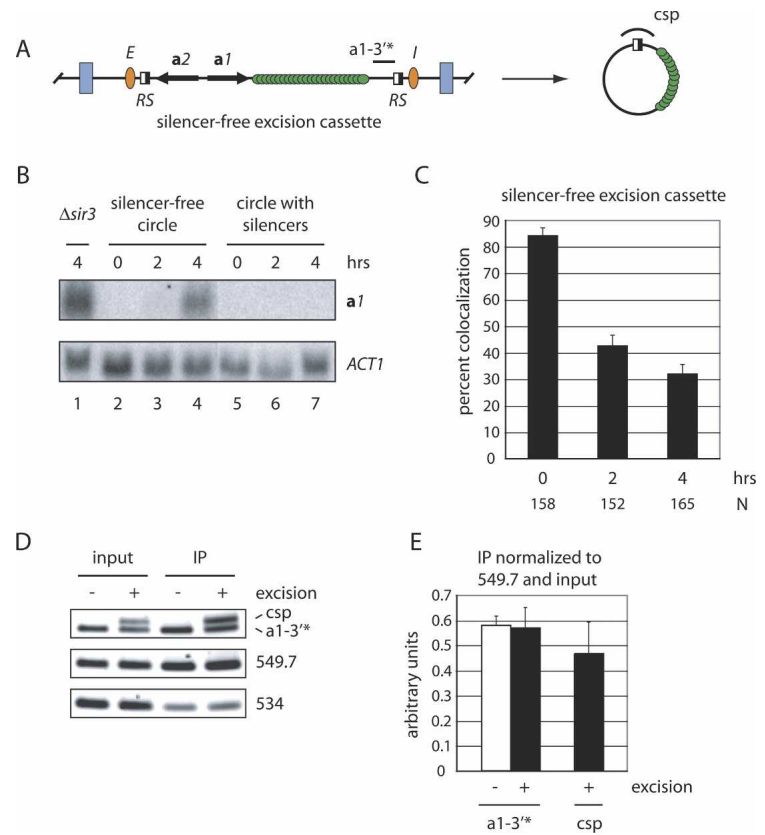 A
E
a2
a1
a1-3′*
I
csp
RS
RS
silencer-free excision cassette
B
Δsir3
silencer-free circle
circle with silencers
4 0 2 4 0 2 4 hrs
a1
ACT1
1 2 3 4 5 6 7
C
silencer-free excision cassette
percent colocalization
90
80
70
60
50
40
30
20
10
0
0 2 4 hrs
158 152 165 N
D
input IP
- + - + excision
csp
a1-3′*
549.7
534
E
IP normalized to
549.7 and input
arbitrary units
0.7
0.6
0.5
0.4
0.3
0.2
0.1
0
- + + excision
a1-3′* csp